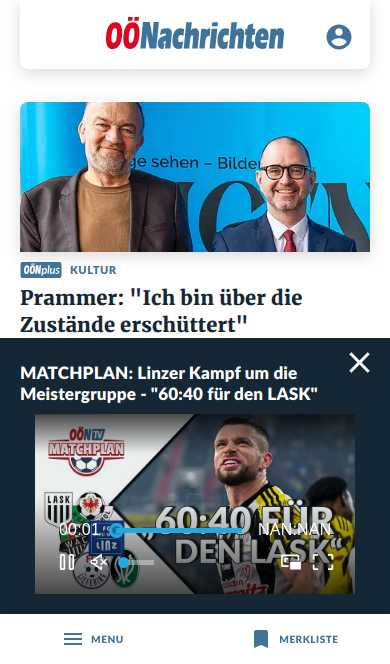 OÖNachrichten
ge sehen – Bilde
OÖNplus KULTUR
Prammer: "Ich bin über die
Zustände erschüttert"
MATCHPLAN: Linzer Kampf um die
Meistergruppe - "60:40 für den LASK"
OÖN TV
MATCHPLAN
LASK
„60:40 FÜR
DEN LASK“
00:01
NAN:NAN
LINZ
MENU
MERKLISTE